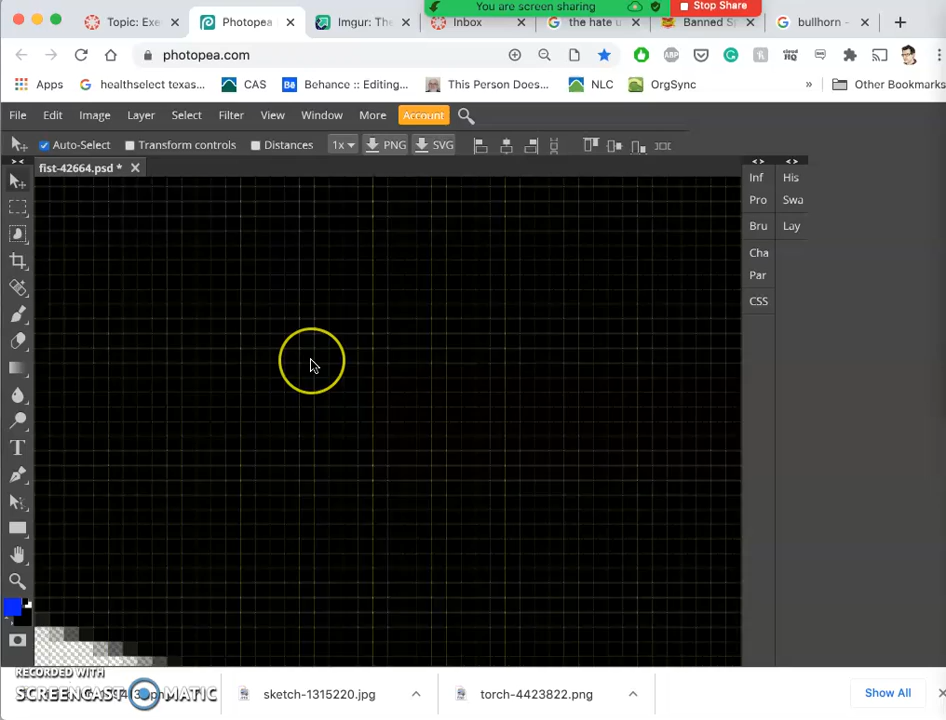 You are screen sharing
Stop Share
Topic: Exe
Photopea
Imgur: The
Inbox
the hate u
Banned S
bullhorn -
photopea.com
ABP
cloud HQ
Apps
healthselect texas...
CAS
Behance :: Editing...
This Person Does...
NLC
OrgSync
»
Other Bookmarks
File Edit Image Layer Select Filter View Window More Account
Auto-Select
Transform controls
Distances
1x
PNG
SVG
fist-42664.psd *
Inf
His
Pro
Swa
Bru
Lay
Cha
Par
CSS
RECORDED WITH
SCREENCAST-O-MATIC
sketch-1315220.jpg
torch-4423822.png
Show All